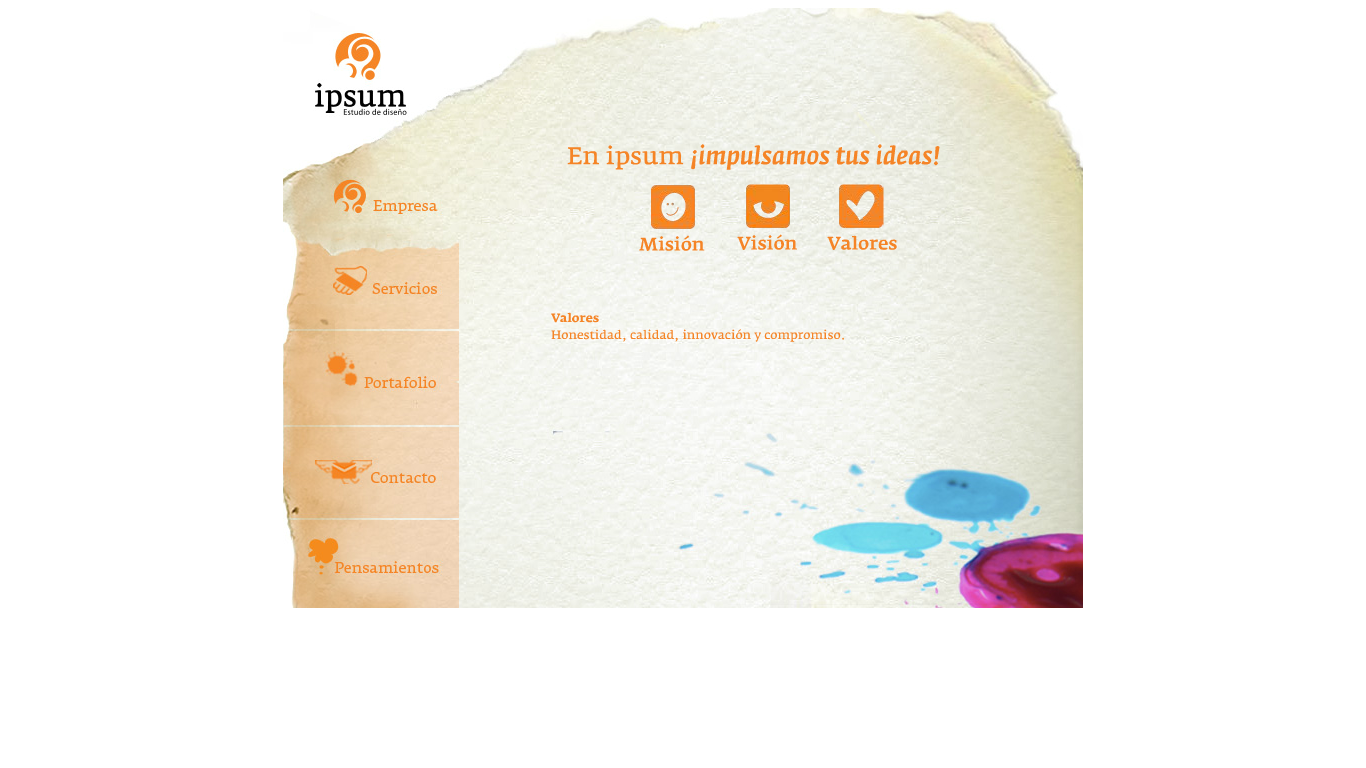 ipsum
Estudio de diseño
En ipsum ¡impulsamos tus ideas!
Misión Visión Valores
Empresa
Servicios
Portafolio
Contacto
Pensamientos
Valores
Honestidad, calidad, innovación y compromiso.